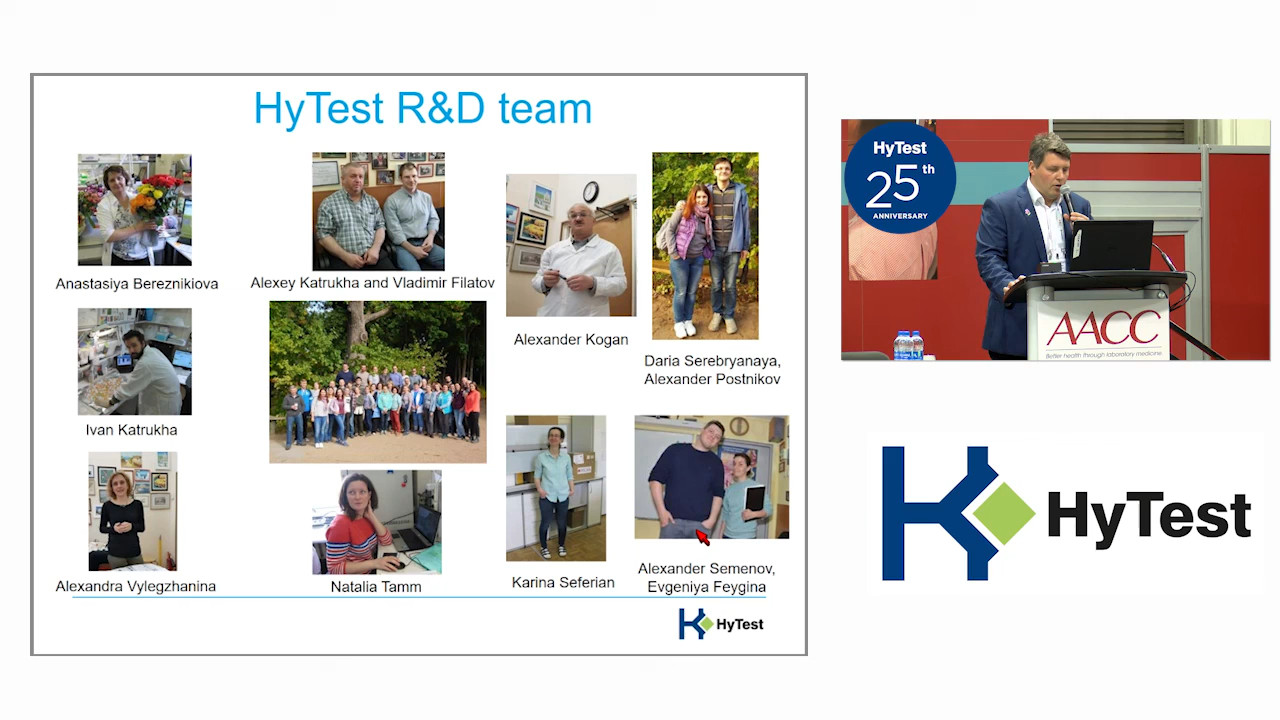 HyTest R&D team
Anastasiya Bereznikiova
Alexey Katrukha and Vladimir Filatov
Alexander Kogan
Daria Serebryanaya,
Alexander Postnikov
Ivan Katrukha
Alexandra Vylegzhanina
Natalia Tamm
Karina Seferian
Alexander Semenov,
Evgeniya Feygina
HyTest
HyTest
25th
ANNIVERSARY
AACC
Better health through laboratory medicine.
HyTest